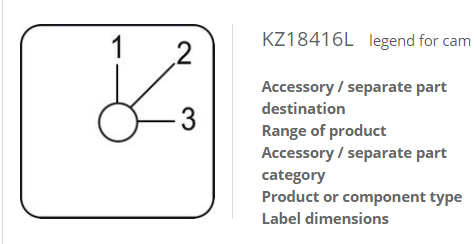 1
2
3
KZ18416L legend for cam
Accessory / separate part
destination
Range of product
Accessory / separate part
category
Product or component type
Label dimensions